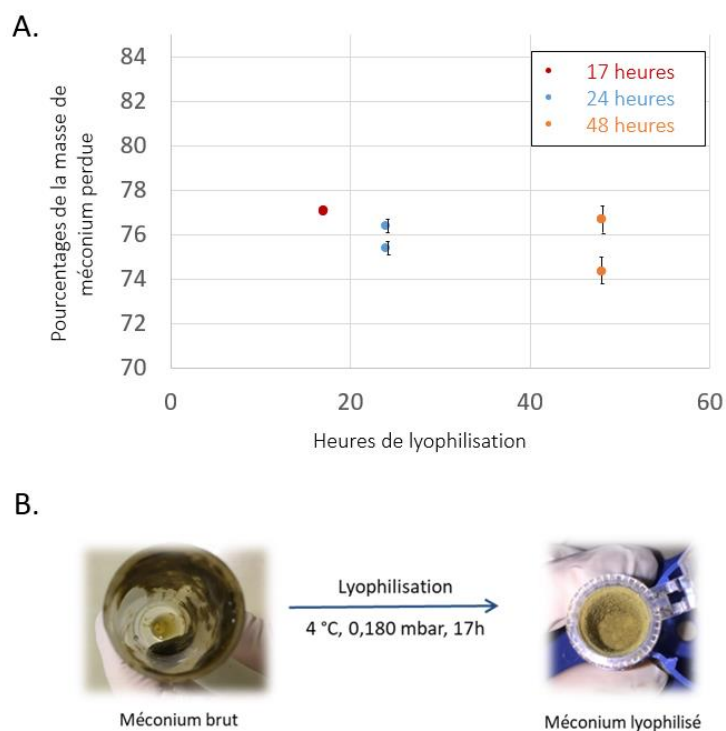 A.
Pourcentages de la masse de
méconium perdue
84
82
80
78
76
74
72
70
0
20
40
60
Heures de lyophilisation
17 heures
24 heures
48 heures
B.
Lyophilisation
4 °C, 0,180 mbar, 17h
Méconium brut
Méconium lyophilisé